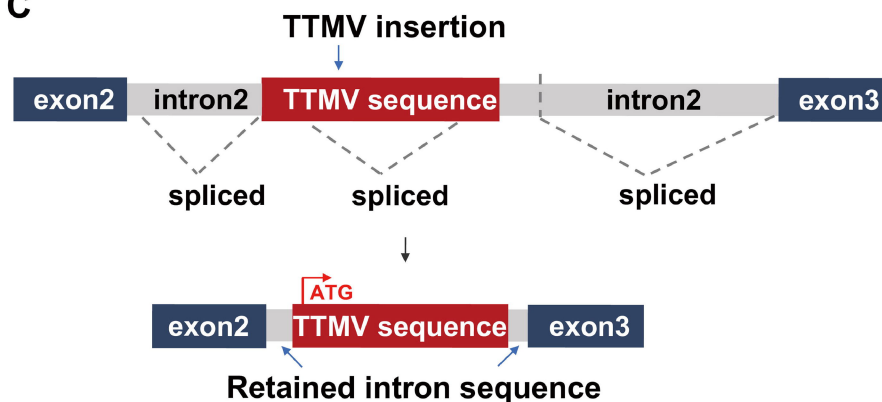 C
TTMV insertion
exon2 intron2 TTMV sequence intron2 exon3
spliced spliced spliced
ATG
exon2 TTMV sequence exon3
Retained intron sequence